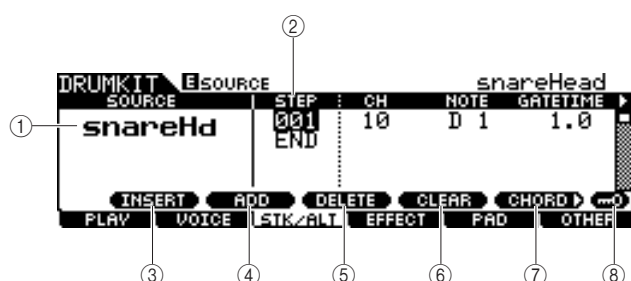 ②
DRUMKIT E SOURCE snareHead
SOURCE STEP CH NOTE GATETIME
① snareHd 001 10 D 1 1.0
END
INSERT ADD DELETE CLEAR CHORD
PLAY VOICE STK/ALT EFFECT PAD OTHER
③ ④ ⑤ ⑥ ⑦ ⑧